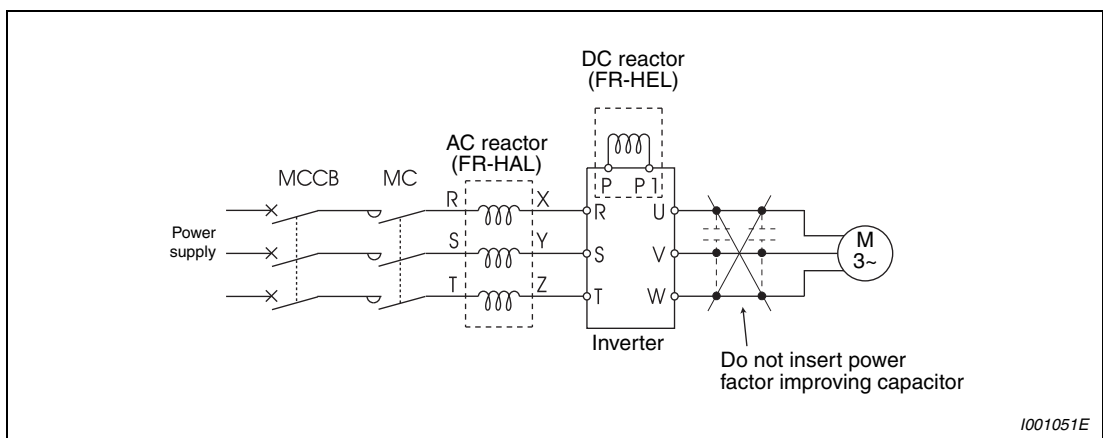 DC reactor
(FR-HEL)
AC reactor
(FR-HAL)
MCCB MC
P P1
R X R U
Power
supply
S Y S V
M
3~
T Z T W
Inverter
Do not insert power
factor improving capacitor
I001051E